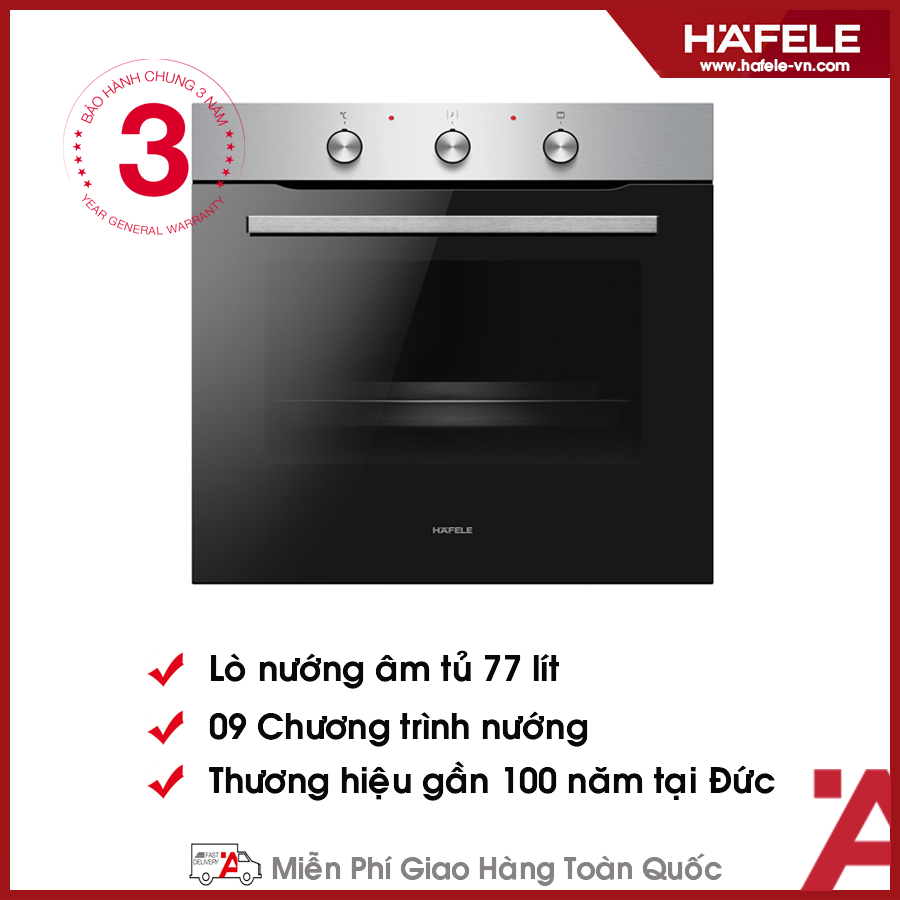 HÄFELE
www.hafele-vn.com
BẢO HÀNH CHUNG 3 NĂM
3
YEAR GENERAL WARRANTY
°C
HÄFELE
Lò nướng âm tủ 77 lít
09 Chương trình nướng
Thương hiệu gần 100 năm tại Đức
FAST
DELIVERY
Miễn Phí Giao Hàng Toàn Quốc